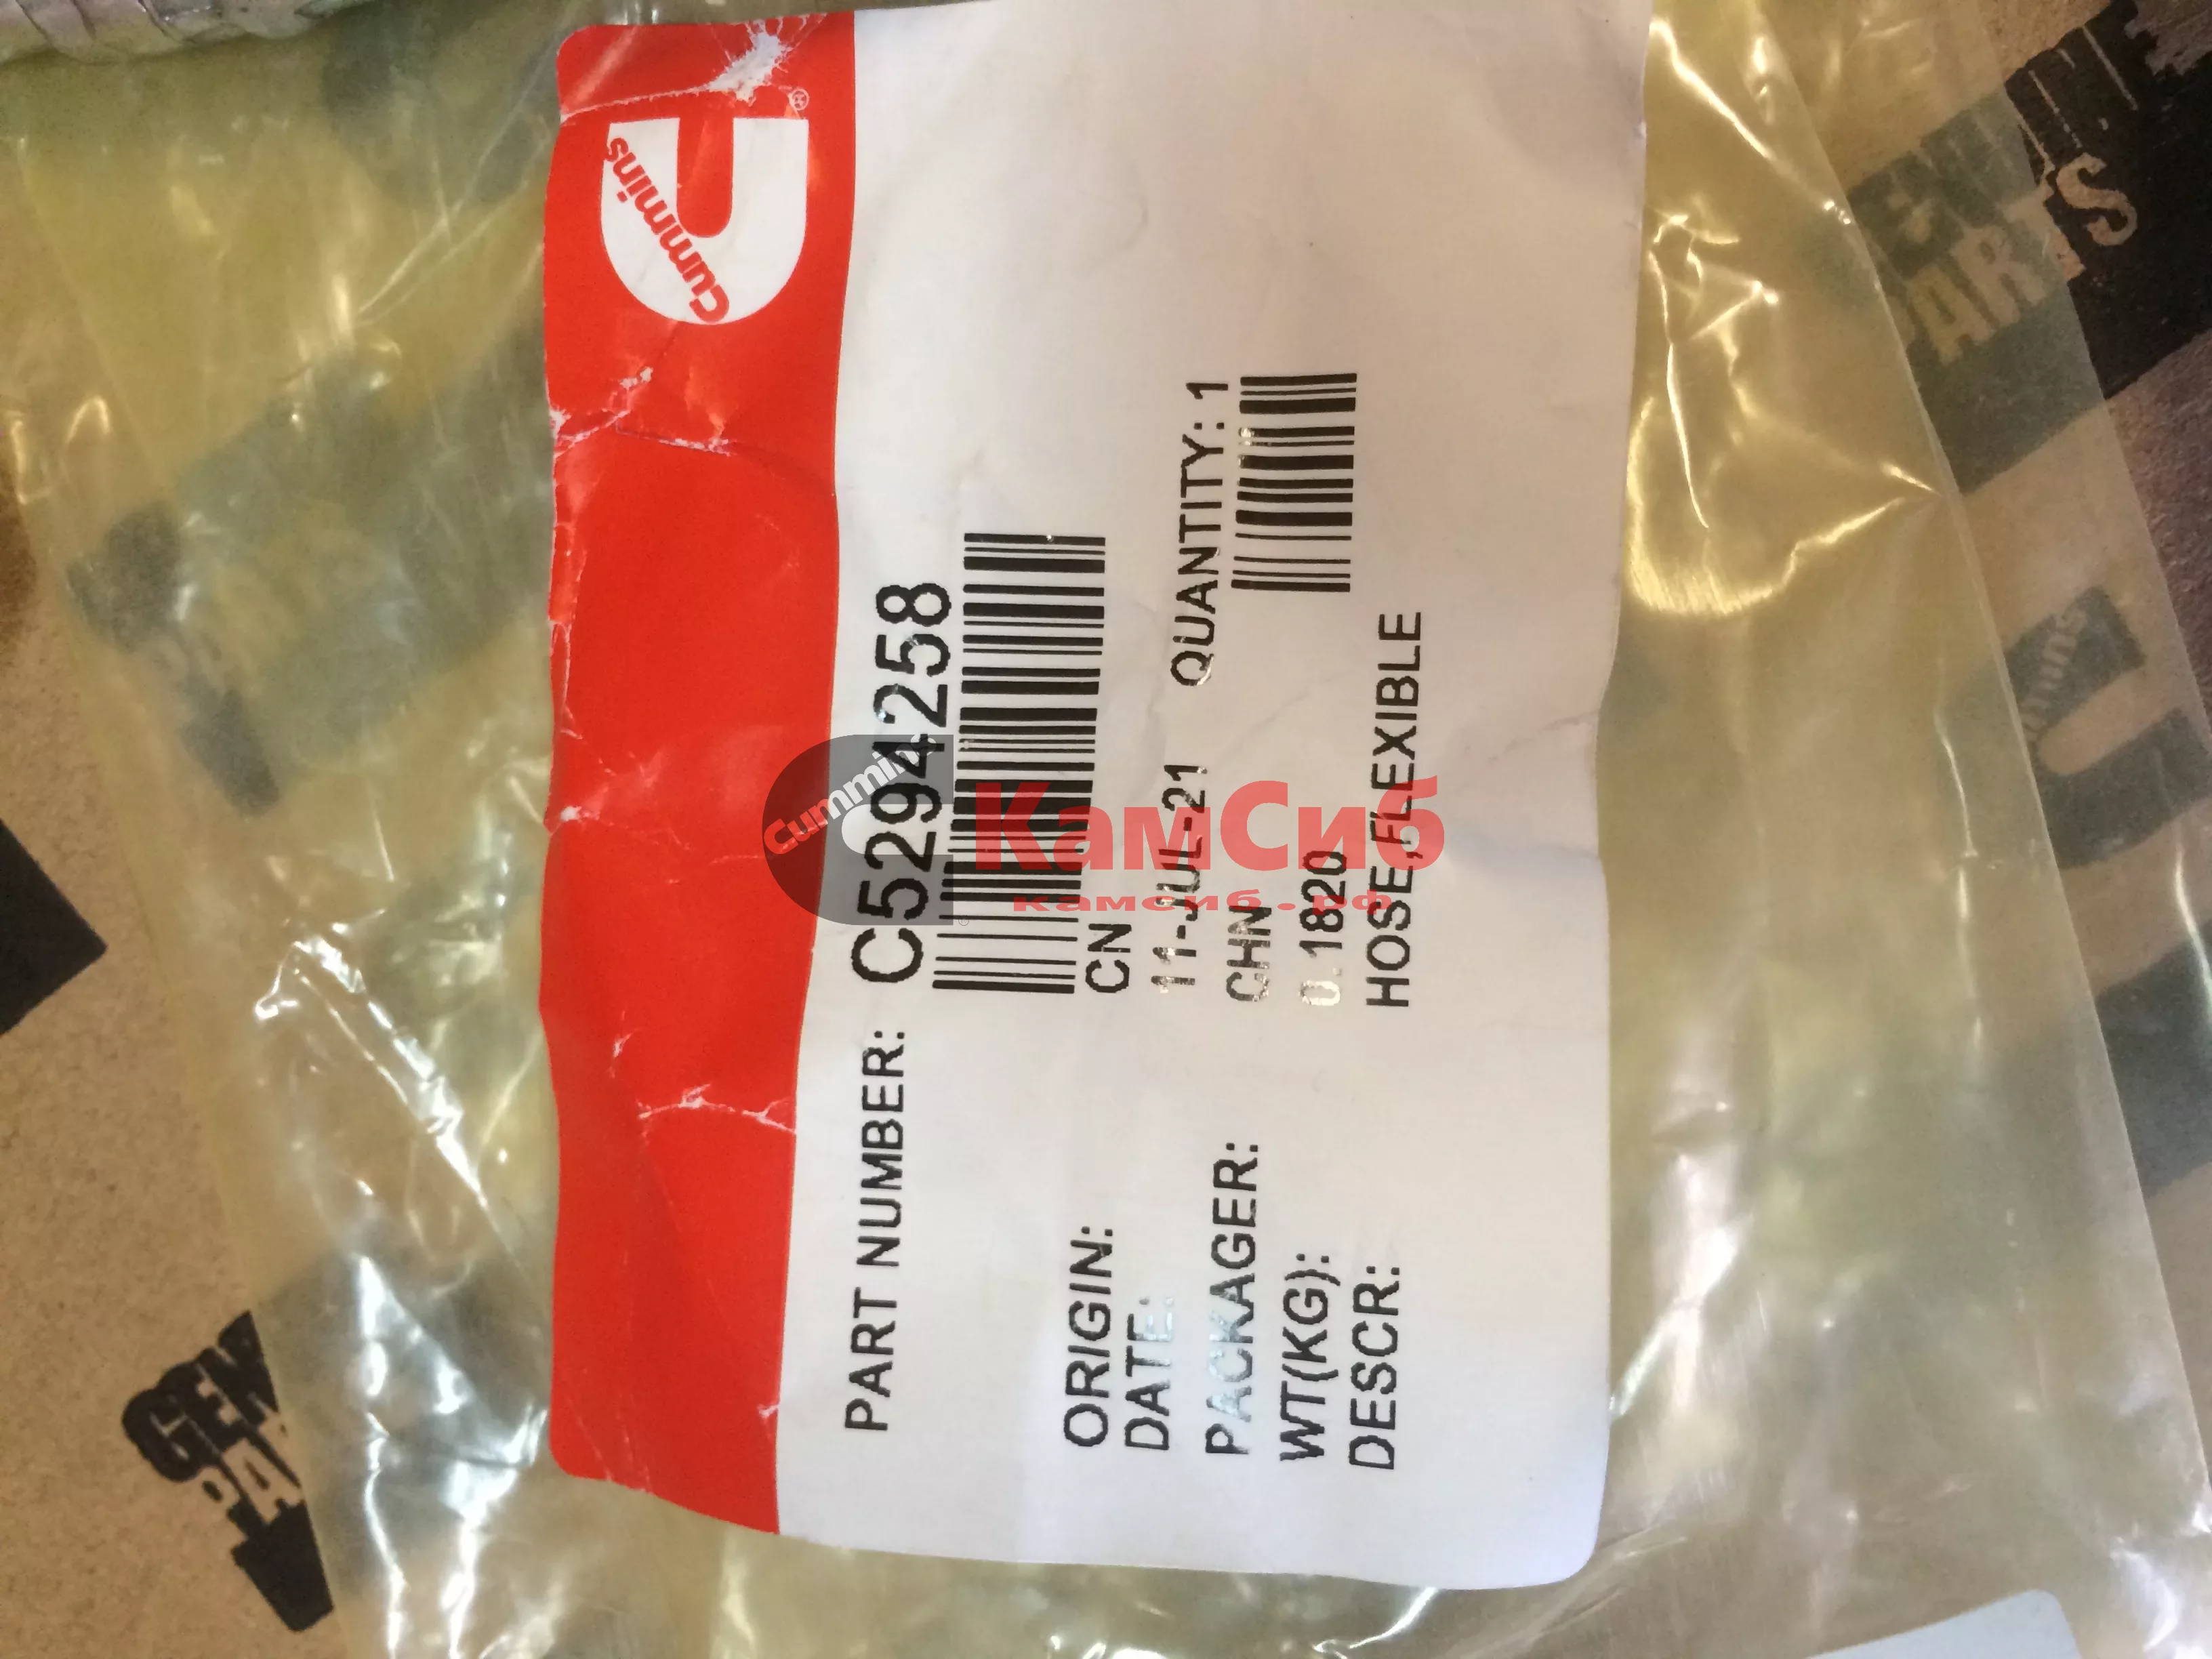 Cummins
PART NUMBER: C5294258
ORIGIN: CN
DATE: 11-JUL-21 QUANTITY: 1
PACKAGER: CHN
WT(KG): 0.1820
DESCR: HOSE,FLEXIBLE
Cummins
КамСиб
камсиб.рф
PARTS